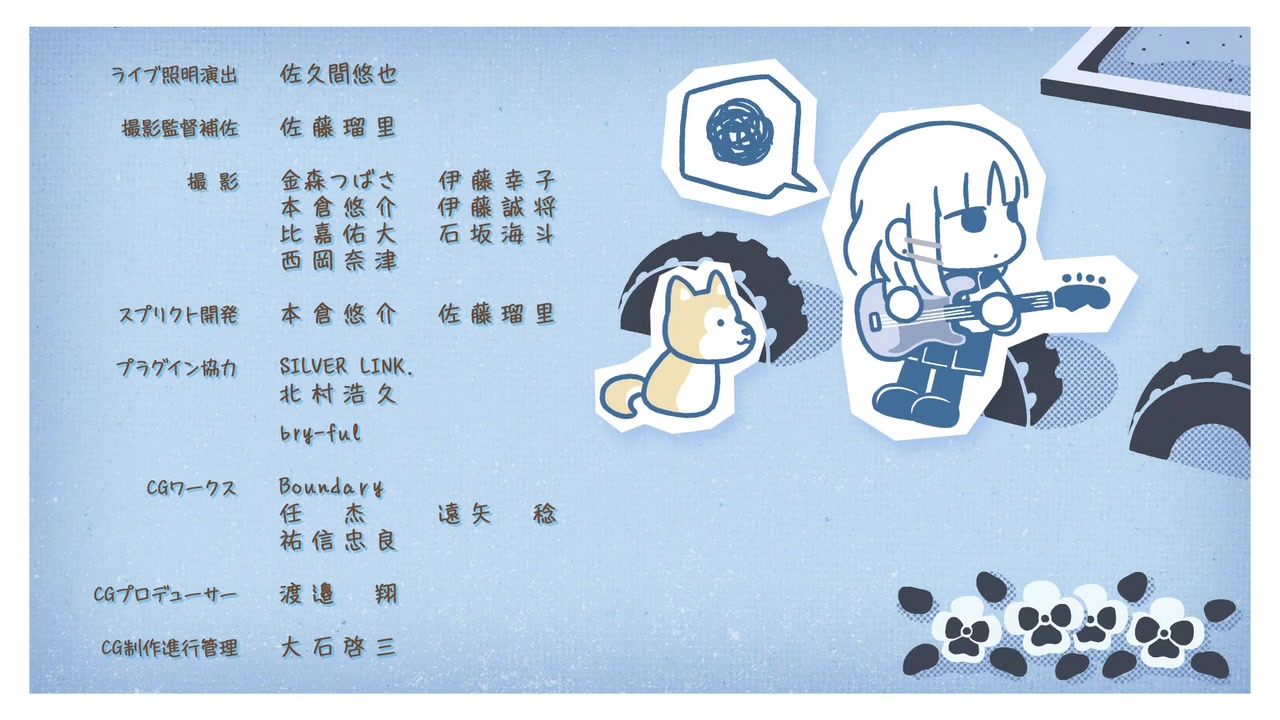 ライブ照明演出 佐久間悠也
撮影監督補佐 佐藤瑠里
撮影 金森つばさ 伊藤幸子
本倉悠介 伊藤誠将
比嘉佑大 石坂海斗
西岡奈津
スプリクト開発 本倉悠介 佐藤瑠里
プラグイン協力 SILVER LINK.
北村浩久
bry-ful
CGワークス Boundary
任 杰 遠矢 稔
祐信忠良
CGプロデューサー 渡邉 翔
CG制作進行管理 大石啓三